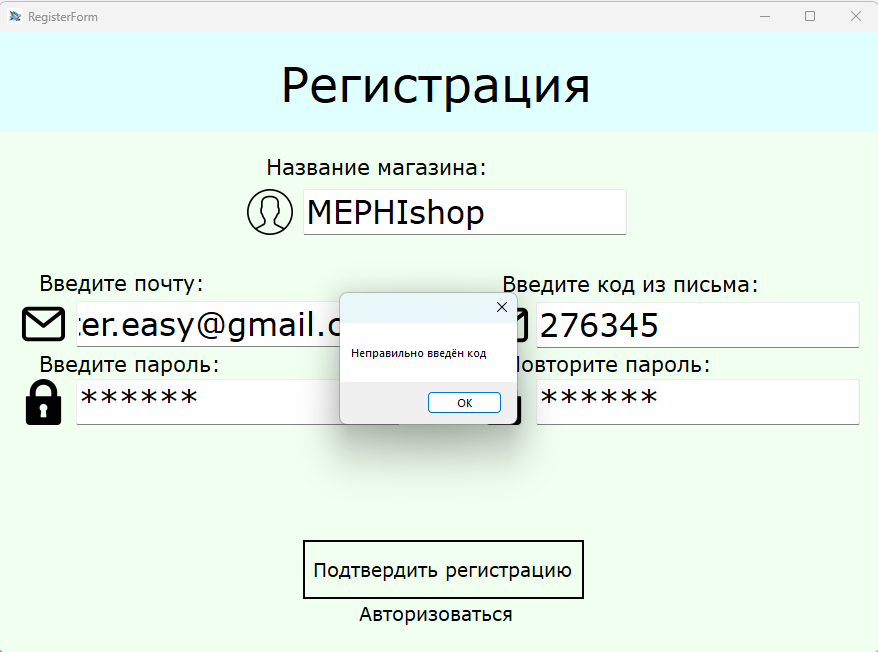 RegisterForm
Регистрация
Название магазина:
MEPHIshop
Введите почту:
Введите код из письма:
ter.easy@gmail.c
276345
Неправильно введён код
Введите пароль:
Повторите пароль:
******
******
OK
Подтвердить регистрацию
Авторизоваться